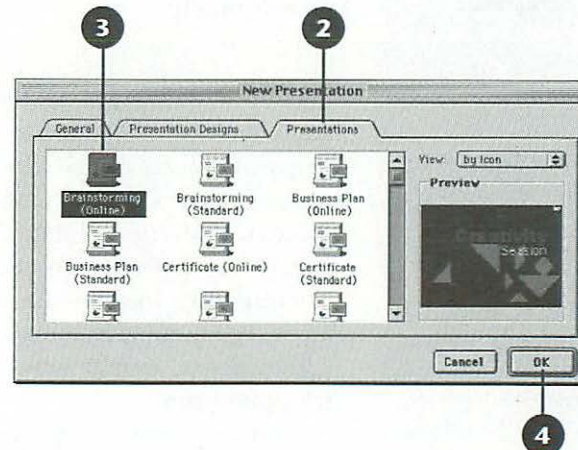 3 2
New Presentation
General Presentation Designs Presentations
View: by Icon
Preview
Brainstorming (Online) Brainstorming (Standard) Business Plan (Online)
Creativity
Session
Business Plan (Standard) Certificate (Online) Certificate (Standard)
Cancel OK
4